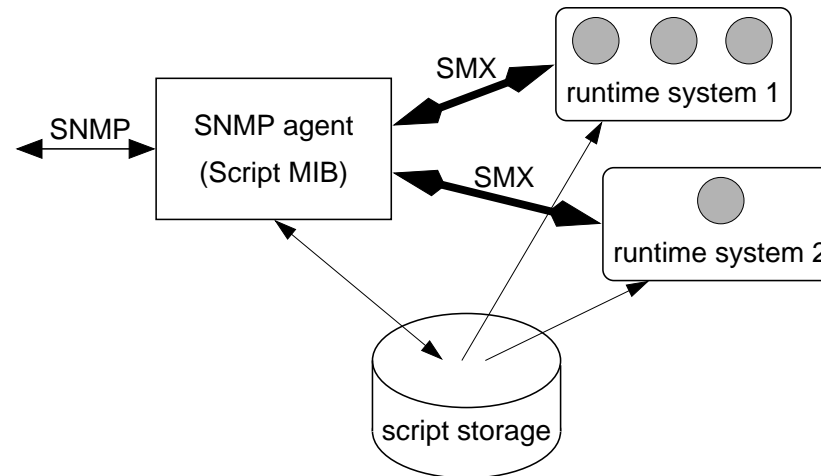 SMX
runtime system 1
SNMP
SNMP agent
(Script MIB)
SMX
runtime system 2
script storage